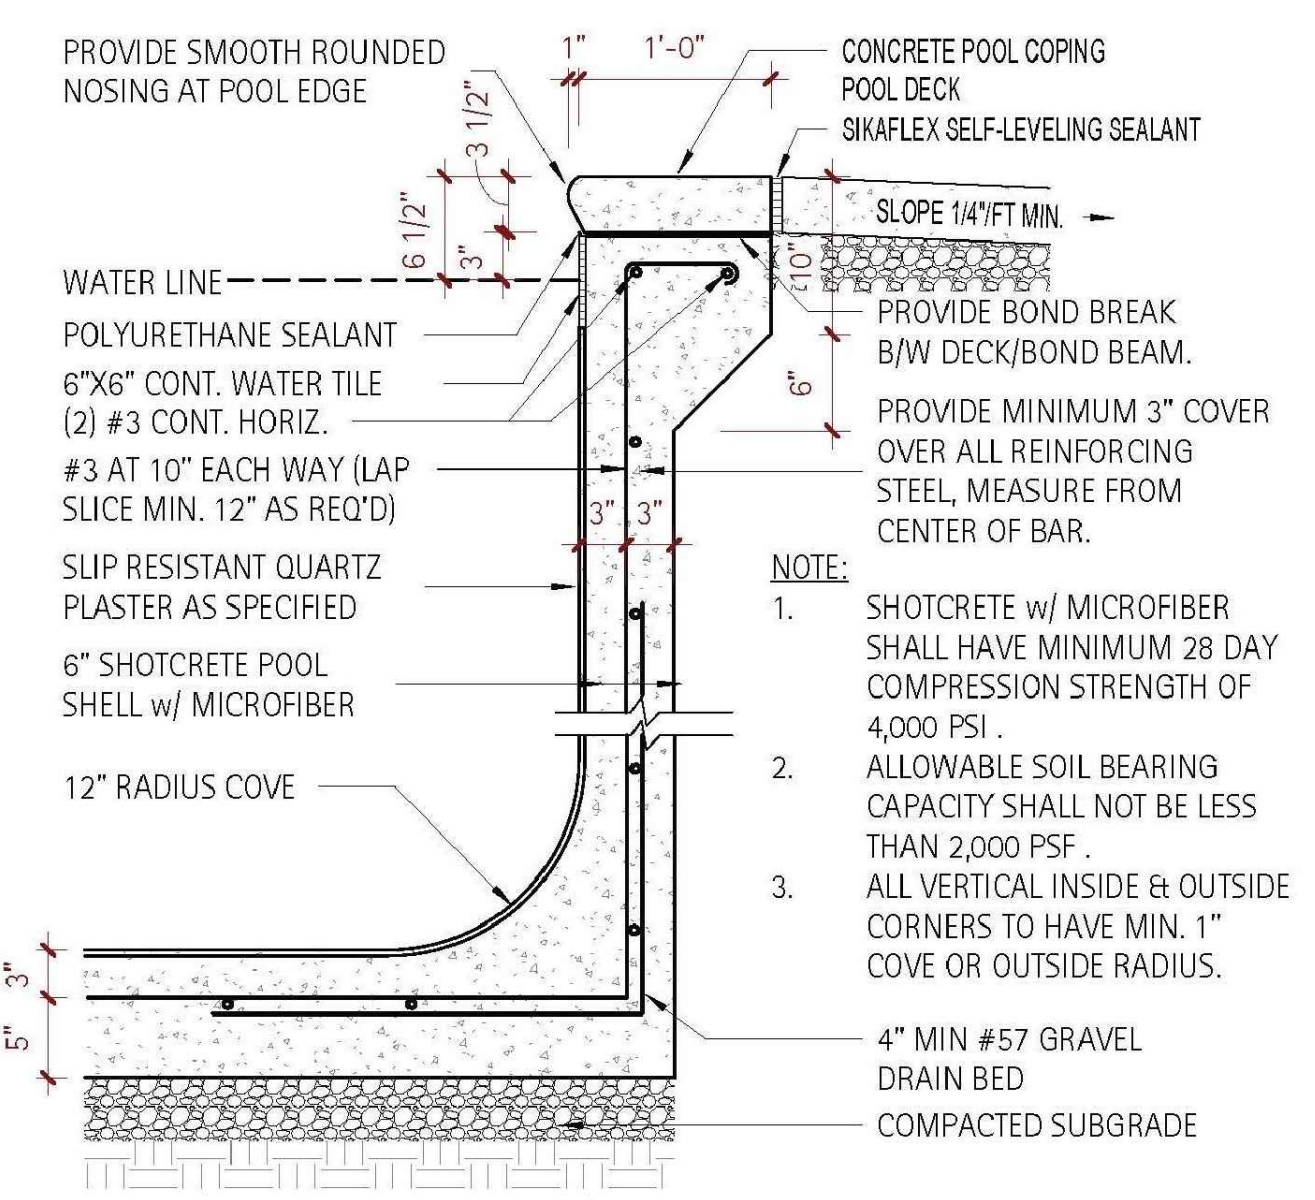 PROVIDE SMOOTH ROUNDED
NOSING AT POOL EDGE
1"
1'-0"
CONCRETE POOL COPING
POOL DECK
SIKAFLEX SELF-LEVELING SEALANT
3 1/2"
6 1/2"
3"
SLOPE 1/4"/FT MIN.
10"
WATER LINE
POLYURETHANE SEALANT
6"X6" CONT. WATER TILE
(2) #3 CONT. HORIZ.
#3 AT 10" EACH WAY (LAP
SLICE MIN. 12" AS REQ'D)
SLIP RESISTANT QUARTZ
PLASTER AS SPECIFIED
6" SHOTCRETE POOL
SHELL w/ MICROFIBER
12" RADIUS COVE
3"
5"
3"
3"
6"
PROVIDE BOND BREAK
B/W DECK/BOND BEAM.
PROVIDE MINIMUM 3" COVER
OVER ALL REINFORCING
STEEL, MEASURE FROM
CENTER OF BAR.
NOTE:
1. SHOTCRETE w/ MICROFIBER
SHALL HAVE MINIMUM 28 DAY
COMPRESSION STRENGTH OF
4,000 PSI .
2. ALLOWABLE SOIL BEARING
CAPACITY SHALL NOT BE LESS
THAN 2,000 PSF .
3. ALL VERTICAL INSIDE & OUTSIDE
CORNERS TO HAVE MIN. 1"
COVE OR OUTSIDE RADIUS.
4" MIN #57 GRAVEL
DRAIN BED
COMPACTED SUBGRADE